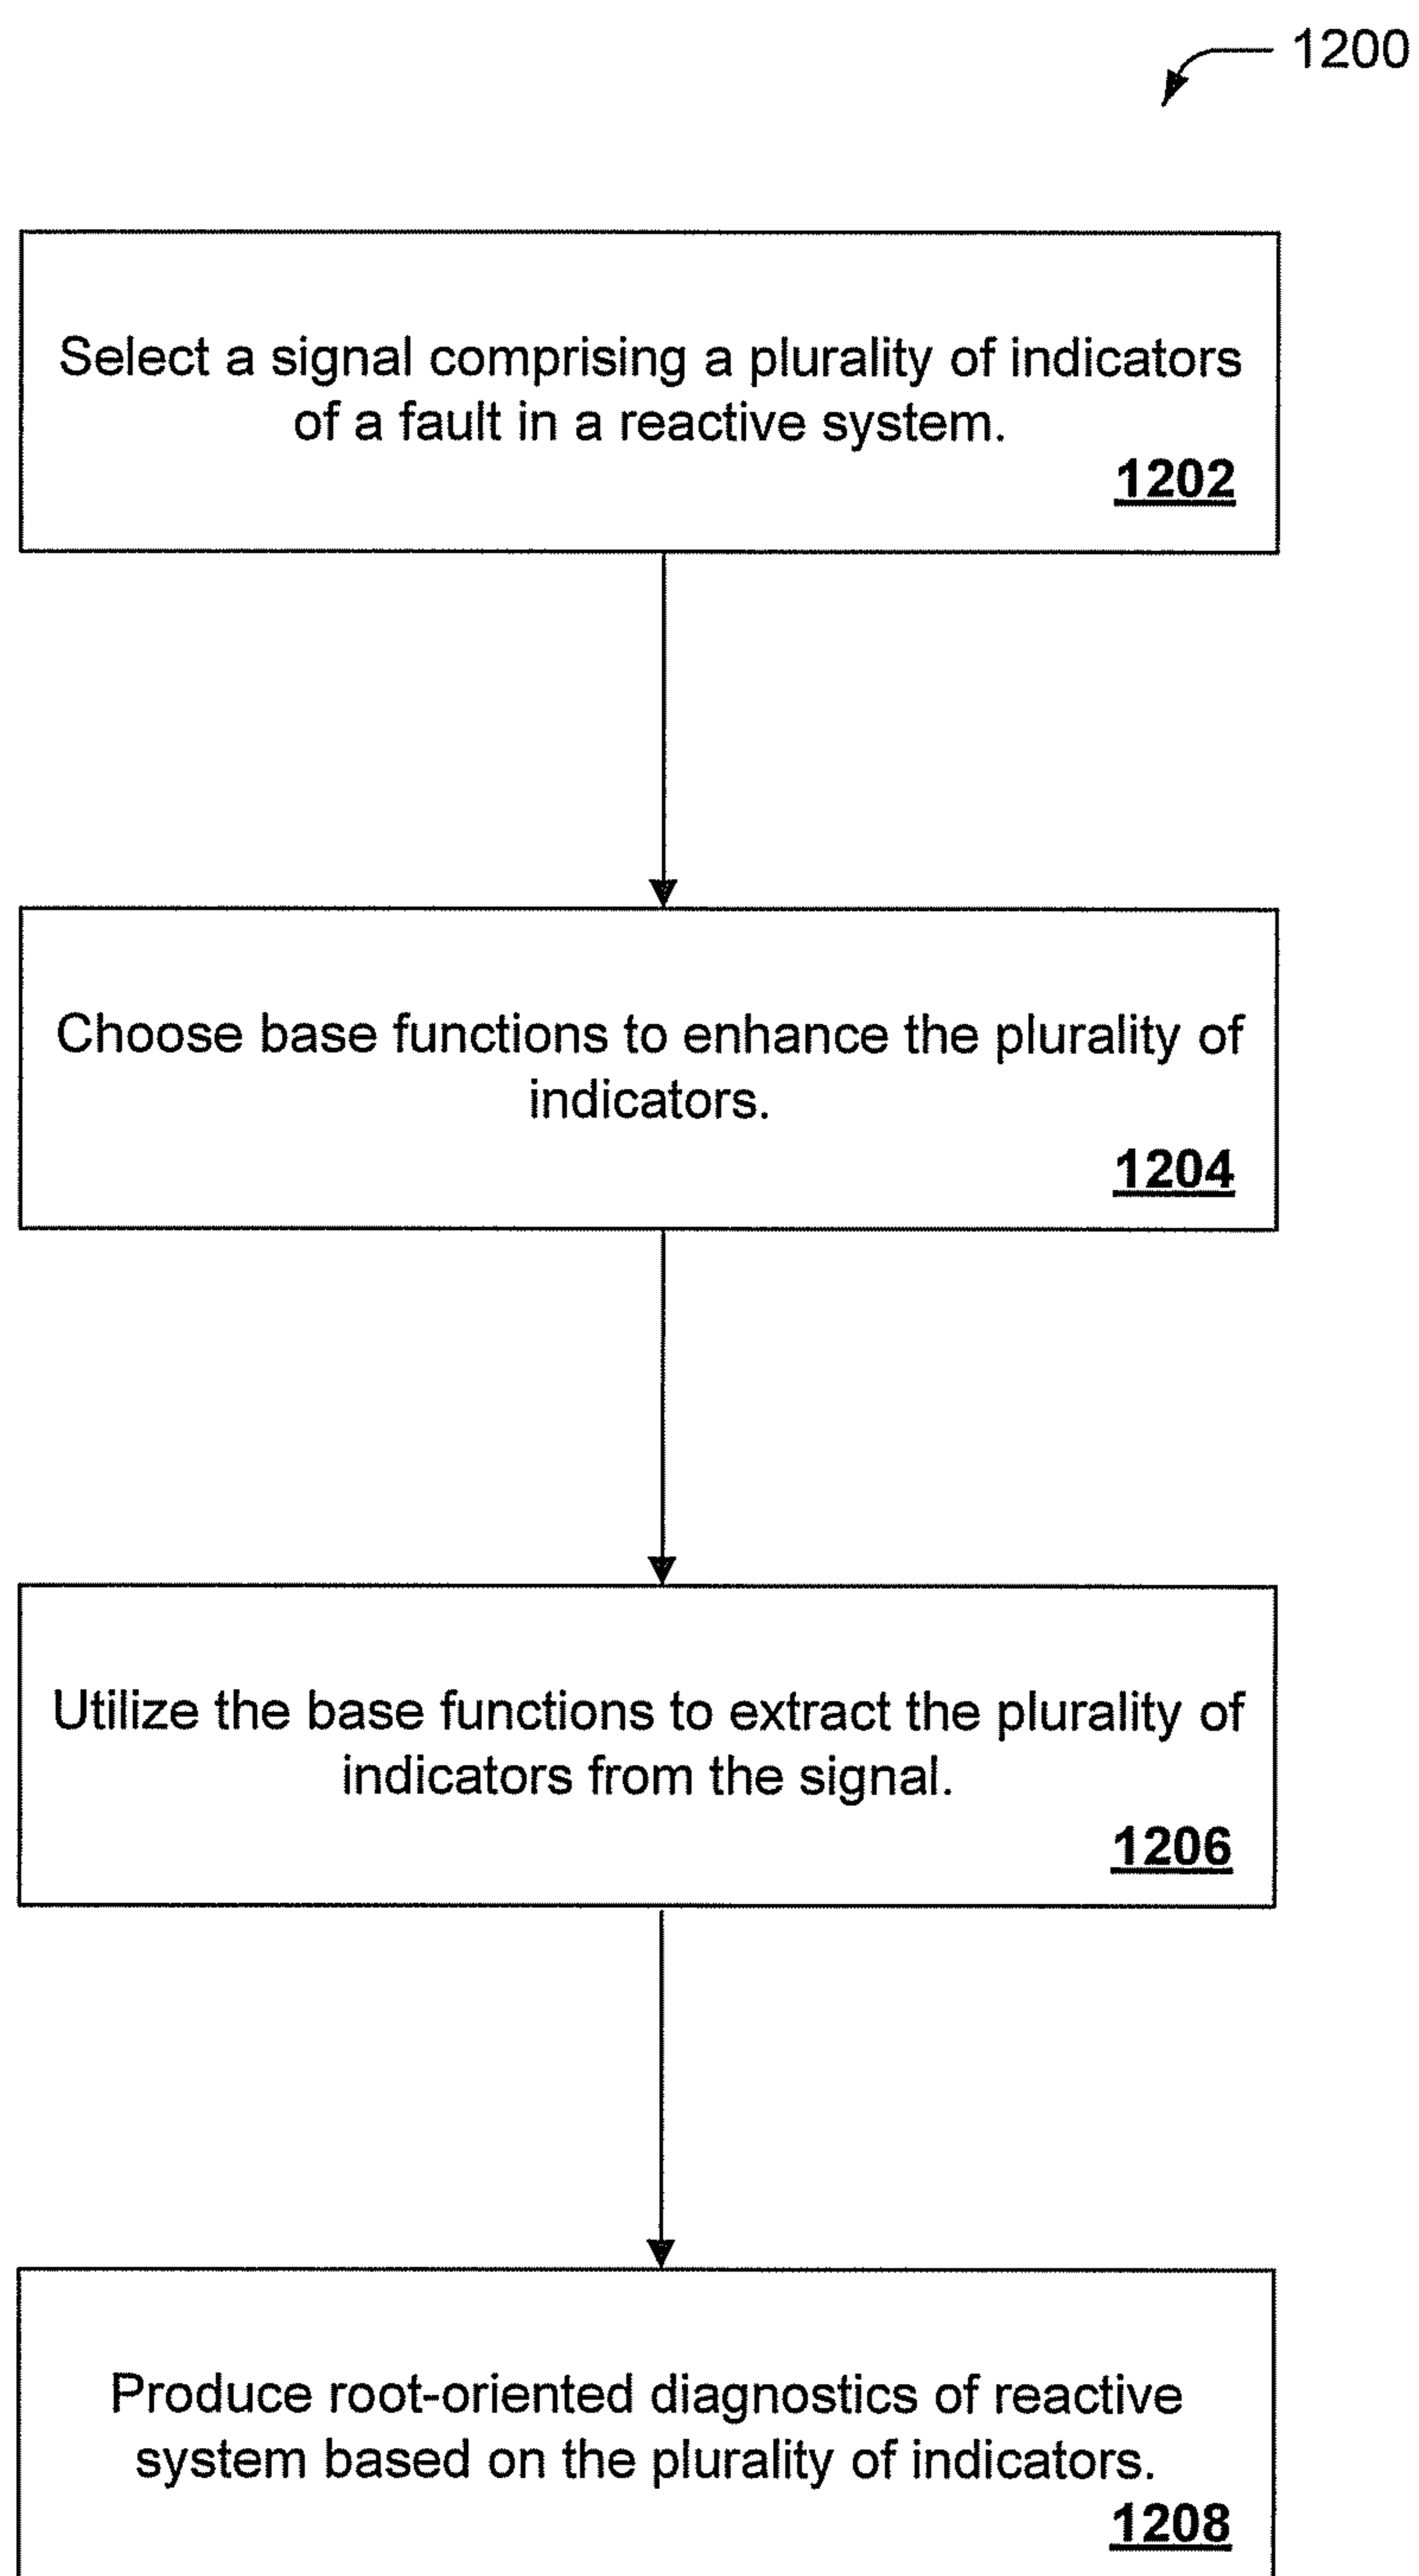 1200
Select a signal comprising a plurality of indicators
of a fault in a reactive system.
1202
Choose base functions to enhance the plurality of
indicators.
1204
Utilize the base functions to extract the plurality of
indicators from the signal.
1206
Produce root-oriented diagnostics of reactive
system based on the plurality of indicators.
1208